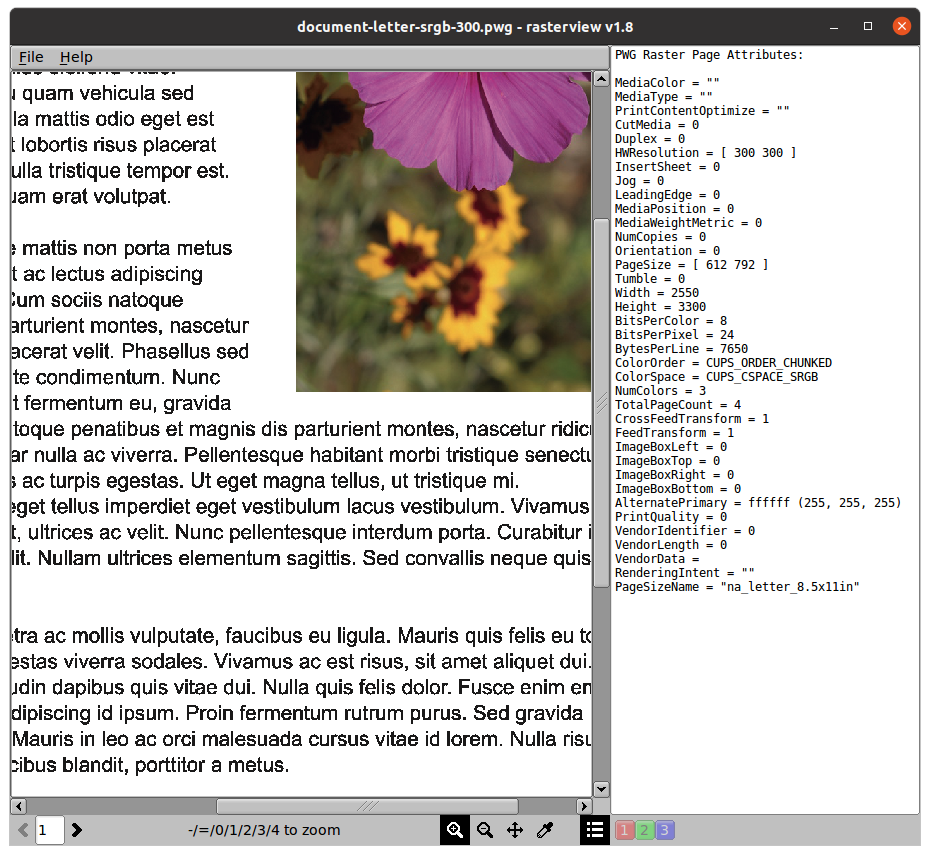 document-letter-srgb-300.pwg - rasterview v1.8
File Help
quam vehicula sed
la mattis odio eget est
t lobortis risus placerat
ulla tristique tempor est.
uam erat volutpat.
e mattis non porta metus
t ac lectus adipiscing
Cum sociis natoque
arturient montes, nascetur
acerat velit. Phasellus sed
te condimentum. Nunc
t fermentum eu, gravida
toque penatibus et magnis dis parturient montes, nascetur ridicu
ar nulla ac viverra. Pellentesque habitant morbi tristique senectu
s ac turpis egestas. Ut eget magna tellus, ut tristique mi.
eget tellus imperdiet eget vestibulum lacus vestibulum. Vivamus
t, ultrices ac velit. Nunc pellentesque interdum porta. Curabitur i
lit. Nullam ultrices elementum sagittis. Sed convallis neque quis
tra ac mollis vulputate, faucibus eu ligula. Mauris quis felis eu to
estas viverra sodales. Vivamus ac est risus, sit amet aliquet dui.
udin dapibus quis vitae dui. Nulla quis felis dolor. Fusce enim en
dipiscing id ipsum. Proin fermentum rutrum purus. Sed gravida
Mauris in leo ac orci malesuada cursus vitae id lorem. Nulla risu
cibus blandit, porttitor a metus.
PWG Raster Page Attributes:
MediaColor = ""
MediaType = ""
PrintContentOptimize = ""
CutMedia = 0
Duplex = 0
HWResolution = [ 300 300 ]
InsertSheet = 0
Jog = 0
LeadingEdge = 0
MediaPosition = 0
MediaWeightMetric = 0
NumCopies = 0
Orientation = 0
PageSize = [ 612 792 ]
Tumble = 0
Width = 2550
Height = 3300
BitsPerColor = 8
BitsPerPixel = 24
BytesPerLine = 7650
ColorOrder = CUPS_ORDER_CHUNKED
ColorSpace = CUPS_CSPACE_SRGB
NumColors = 3
TotalPageCount = 4
CrossFeedTransform = 1
FeedTransform = 1
ImageBoxLeft = 0
ImageBoxTop = 0
ImageBoxRight = 0
ImageBoxBottom = 0
AlternatePrimary = ffffff (255, 255, 255)
PrintQuality = 0
VendorIdentifier = 0
VendorLength = 0
VendorData =
RenderingIntent = ""
PageSizeName = "na_letter_8.5x11in"
1 -/=/0/1/2/3/4 to zoom 1 2 3